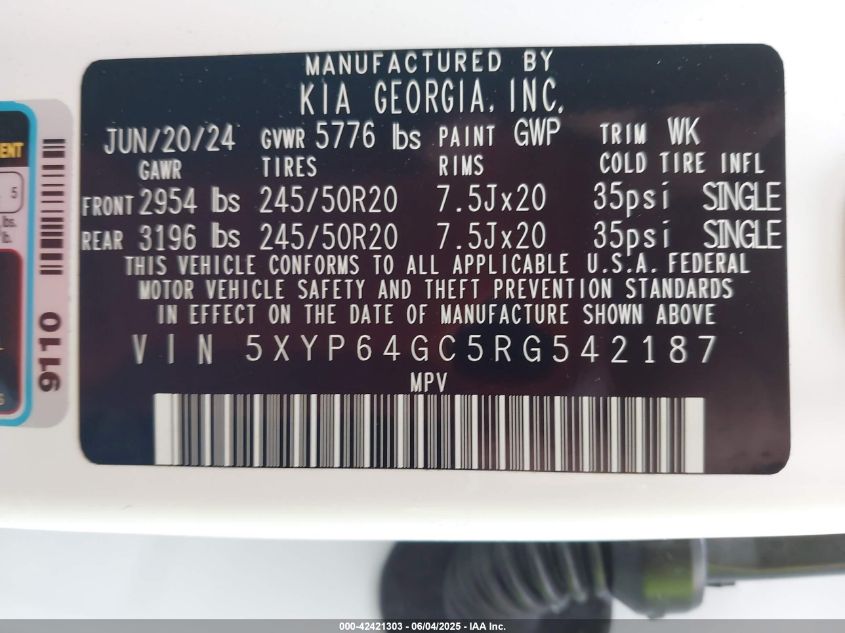 MANUFACTURED BY
KIA GEORGIA, INC.
JUN/20/24 GVWR 5776 lbs PAINT GWP TRIM WK
GAWR TIRES RIMS COLD TIRE INFL
FRONT 2954 lbs 245/50R20 7.5Jx20 35psi SINGLE
REAR 3196 lbs 245/50R20 7.5Jx20 35psi SINGLE
THIS VEHICLE CONFORMS TO ALL APPLICABLE U.S.A. FEDERAL
MOTOR VEHICLE SAFETY AND THEFT PREVENTION STANDARDS
IN EFFECT ON THE DATE OF MANUFACTURE SHOWN ABOVE
VIN 5XYP64GC5RG542187
MPV
9110
5
lbs.
lb.
000-42421303 - 06/04/2025 - IAA Inc.